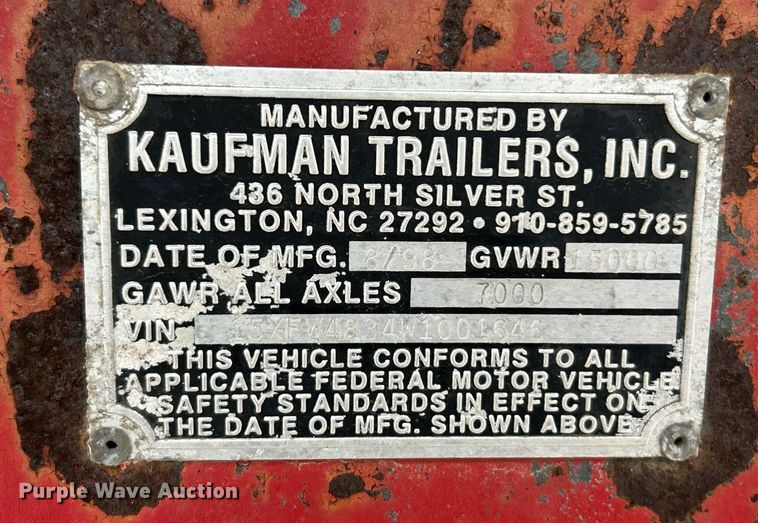 MANUFACTURED BY
KAUFMAN TRAILERS, INC.
436 NORTH SILVER ST.
LEXINGTON, NC 27292 • 910-859-5785
DATE OF MFG. 8/98 GVWR 15000
GAWR ALL AXLES 7000
VIN 15XFW4834W1001646
THIS VEHICLE CONFORMS TO ALL
APPLICABLE FEDERAL MOTOR VEHICLE
SAFETY STANDARDS IN EFFECT ON
THE DATE OF MFG. SHOWN ABOVE
Purple Wave Auction